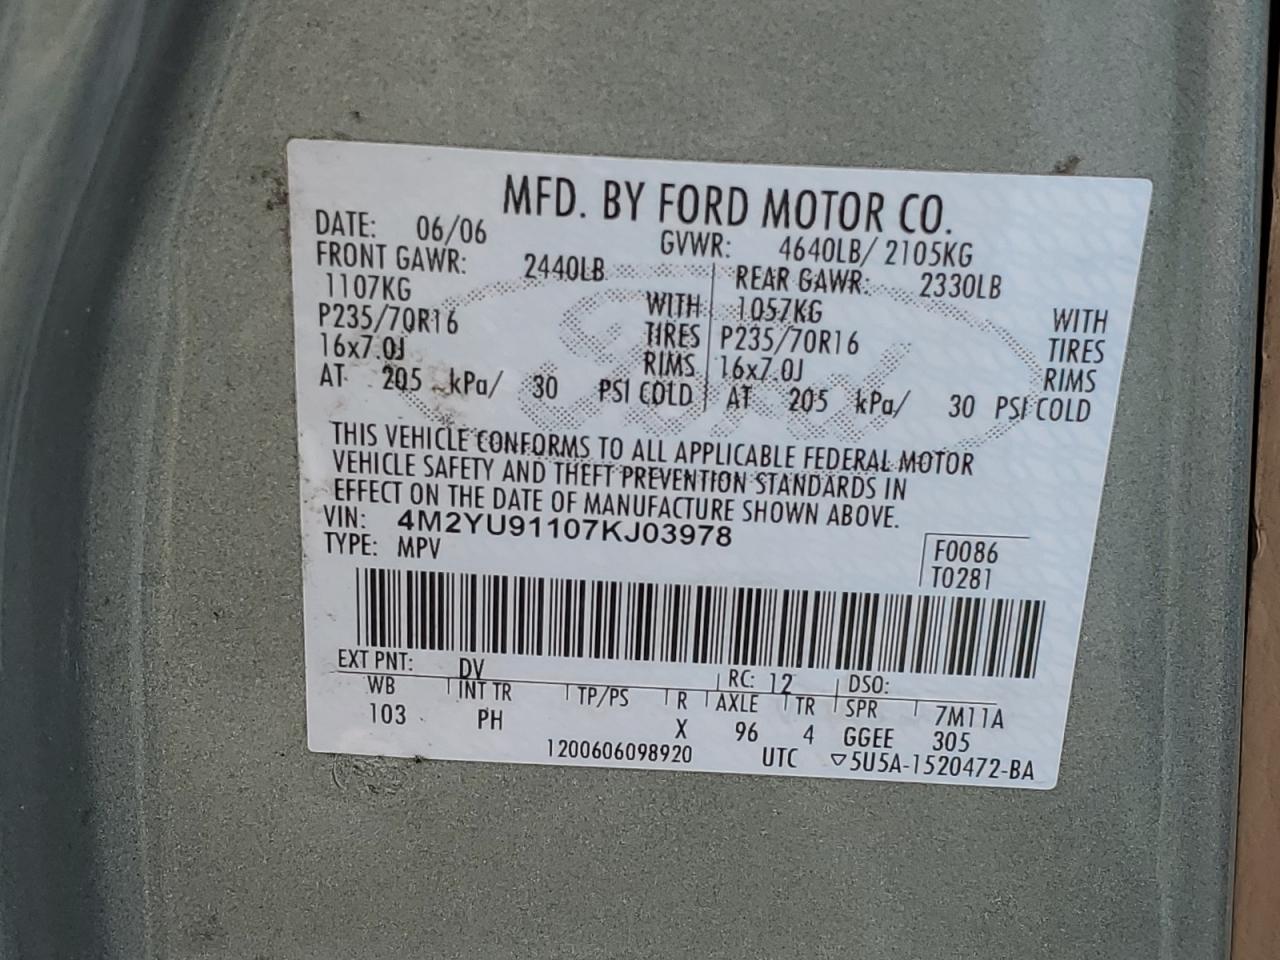 MFD. BY FORD MOTOR CO.
DATE: 06/06 GVWR: 4640LB/ 2105KG
FRONT GAWR: 2440LB REAR GAWR: 2330LB
1107KG WITH 1057KG WITH
P235/70R16 TIRES P235/70R16 TIRES
16x7.0J RIMS 16x7.0J RIMS
AT 205 kPa/ 30 PSI COLD AT 205 kPa/ 30 PSI COLD
THIS VEHICLE CONFORMS TO ALL APPLICABLE FEDERAL MOTOR
VEHICLE SAFETY AND THEFT PREVENTION STANDARDS IN
EFFECT ON THE DATE OF MANUFACTURE SHOWN ABOVE.
VIN: 4M2YU91107KJ03978
TYPE: MPV
F0086
T0281
EXT PNT: DV RC: 12 DSO:
WB INT TR TP/PS R AXLE TR SPR 7M11A
103 PH X 96 4 GGEE 305
1200606098920 UTC ▽5U5A-1520472-BA